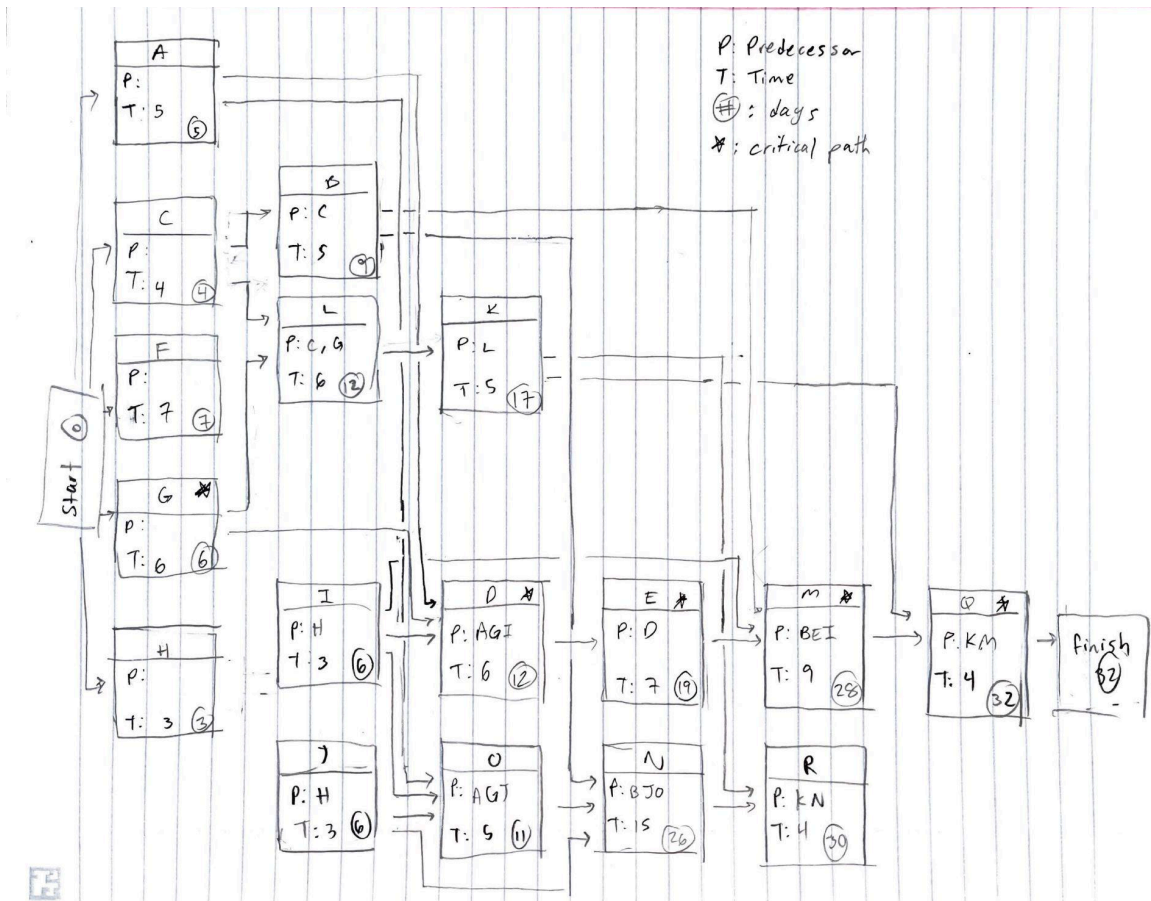 P: Predecessor
T: Time
#: days
*: critical path
A
P:
T: 5
5
B
P: C
T: 5
9
C
P:
T: 4
4
L
P: C, G
T: 6
12
K
P: L
T: 5
17
F
P:
T: 7
7
Start 0
G *
P:
T: 6
6
I
P: H
T: 3
6
D *
P: AGI
T: 6
12
E *
P: D
T: 7
19
M *
P: BEI
T: 9
28
Q *
P: KM
T: 4
32
finish
32
H
P:
T: 3
3
J
P: H
T: 3
6
O
P: AGJ
T: 5
11
N
P: BJO
T: 15
26
R
P: KN
T: 4
30